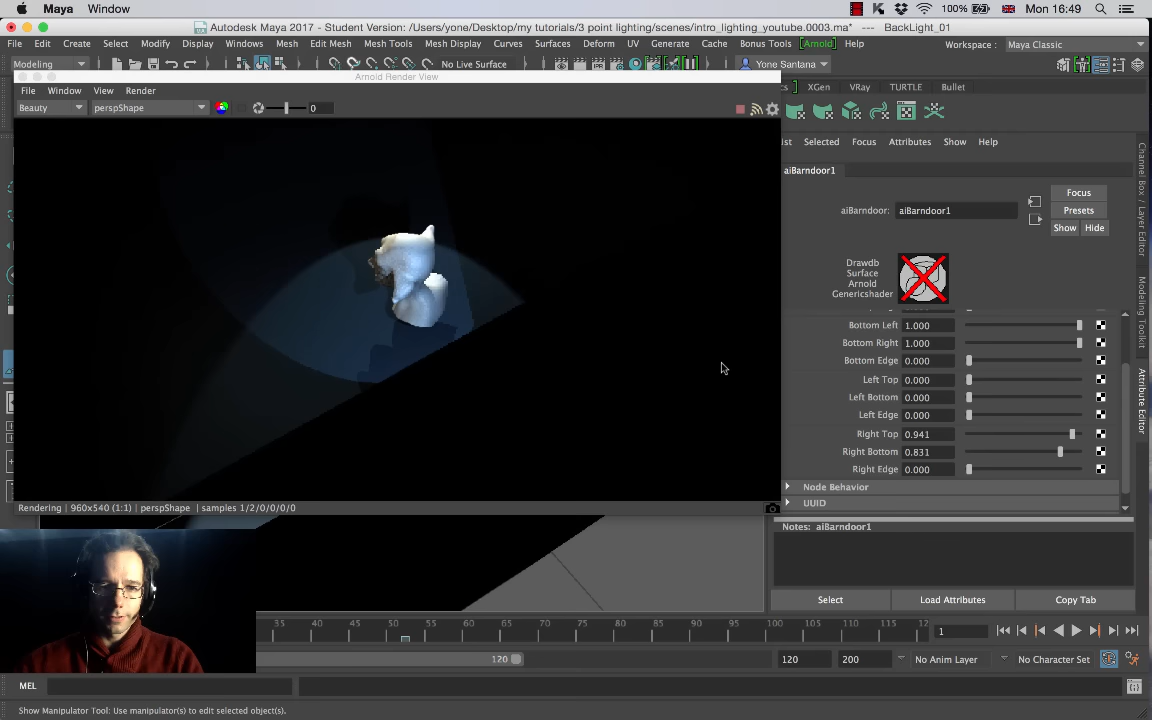 Maya Window 100% Mon 16:49
Autodesk Maya 2017 - Student Version: /Users/yone/Desktop/my tutorials/3 point lighting/scenes/intro_lighting_youtube.0003.ma* --- BackLight_01
File Edit Create Select Modify Display Windows Mesh Edit Mesh Mesh Tools Mesh Display Curves Surfaces Deform UV Generate Cache Bonus Tools [Arnold] Help Workspace : Maya Classic
Modeling No Live Surface Yone Santana
Arnold Render View
XGen VRay TURTLE Bullet
File Window View Render
Beauty perspShape 0
Selected Focus Attributes Show Help
aiBarndoor1
Focus
aiBarndoor: aiBarndoor1 Presets
Show Hide
Drawdb
Surface
Arnold
Genericshader
Bottom Left 1.000
Bottom Right 1.000
Bottom Edge 0.000
Left Top 0.000
Left Bottom 0.000
Left Edge 0.000
Right Top 0.941
Right Bottom 0.831
Right Edge 0.000
Node Behavior
UUID
Rendering | 960x540 (1:1) | perspShape | samples 1/2/0/0/0/0
Notes: aiBarndoor1
Select Load Attributes Copy Tab
Channel Box / Layer Editor
Modeling Toolkit
Attribute Editor
35 40 45 50 55 60 65 70 75 80 85 90 95 100 105 110 115 12 1
120 120 200 No Anim Layer No Character Set
MEL
Show Manipulator Tool: Use manipulator(s) to edit selected object(s).